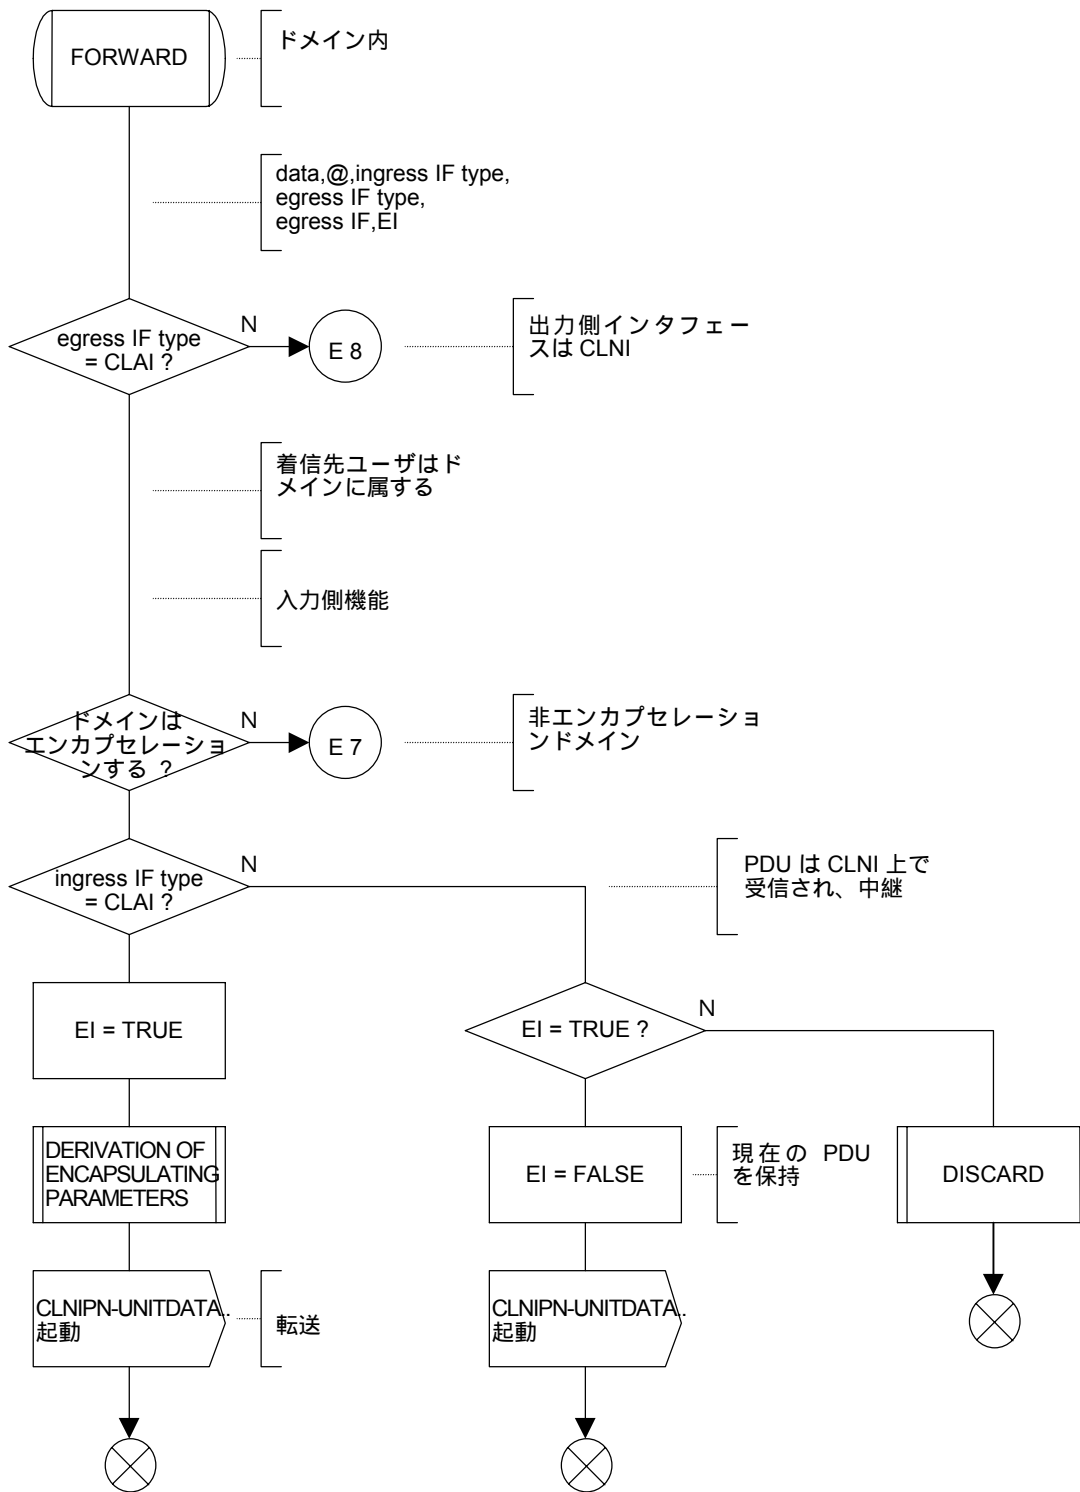 FORWARD
ドメイン内
data,@,ingress IF type,
egress IF type,
egress IF,EI
egress IF type
= CLAI ?
N
E 8
出力側インタフェー
スは CLNI
着信先ユーザはド
メインに属する
入力側機能
ドメインは
エンカプセレーショ
ンする ?
N
E 7
非エンカプセレーショ
ンドメイン
ingress IF type
= CLAI ?
N
PDU は CLNI 上で
受信され、中継
EI = TRUE
EI = TRUE ?
N
DERIVATION OF
ENCAPSULATING
PARAMETERS
EI = FALSE
現在の PDU
を保持
DISCARD
CLNIPN-UNITDATA..
起動
転送
CLNIPN-UNITDATA..
起動